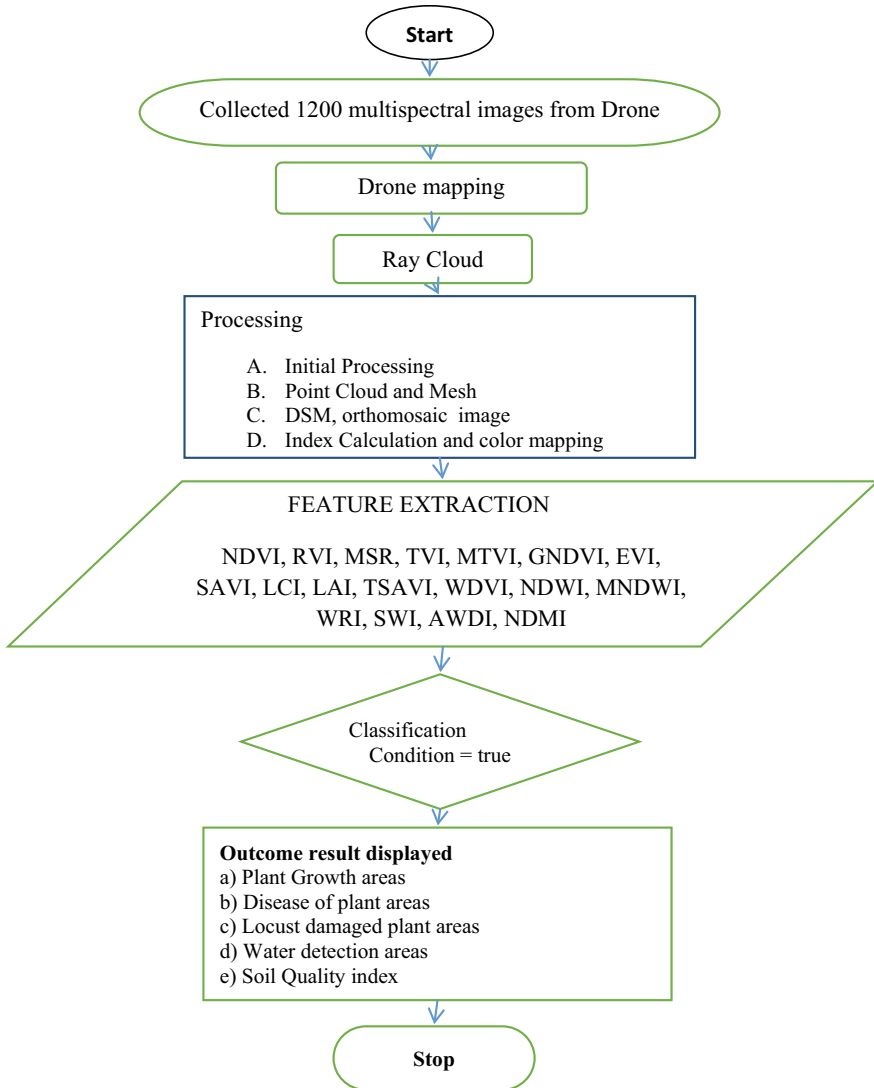 Start
Collected 1200 multispectral images from Drone
Drone mapping
Ray Cloud
Processing
A. Initial Processing
B. Point Cloud and Mesh
C. DSM, orthomosaic image
D. Index Calculation and color mapping
FEATURE EXTRACTION
NDVI, RVI, MSR, TVI, MTVI, GNDVI, EVI,
SAVI, LCI, LAI, TSAVI, WDVI, NDWI, MNDWI,
WRI, SWI, AWDI, NDMI
Classification
Condition = true
Outcome result displayed
a) Plant Growth areas
b) Disease of plant areas
c) Locust damaged plant areas
d) Water detection areas
e) Soil Quality index
Stop